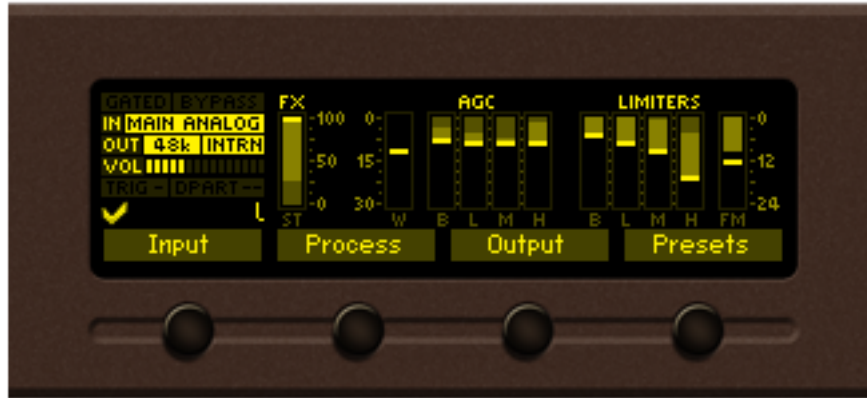 GATED BYPASS FX AGC LIMITERS
IN MAIN ANALOG 100 0 0
OUT 48k INTRN
VOL 50 15 12
TRIG - DPART --
0 30 24
ST W B L M H B L M H FM
Input Process Output Presets